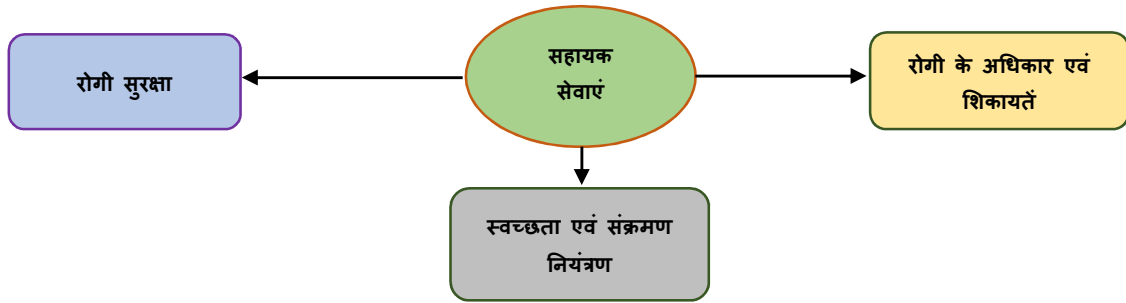 रोगी सुरक्षा
सहायक
सेवाएं
रोगी के अधिकार एवं
शिकायतें
स्वच्छता एवं संक्रमण
नियंत्रण